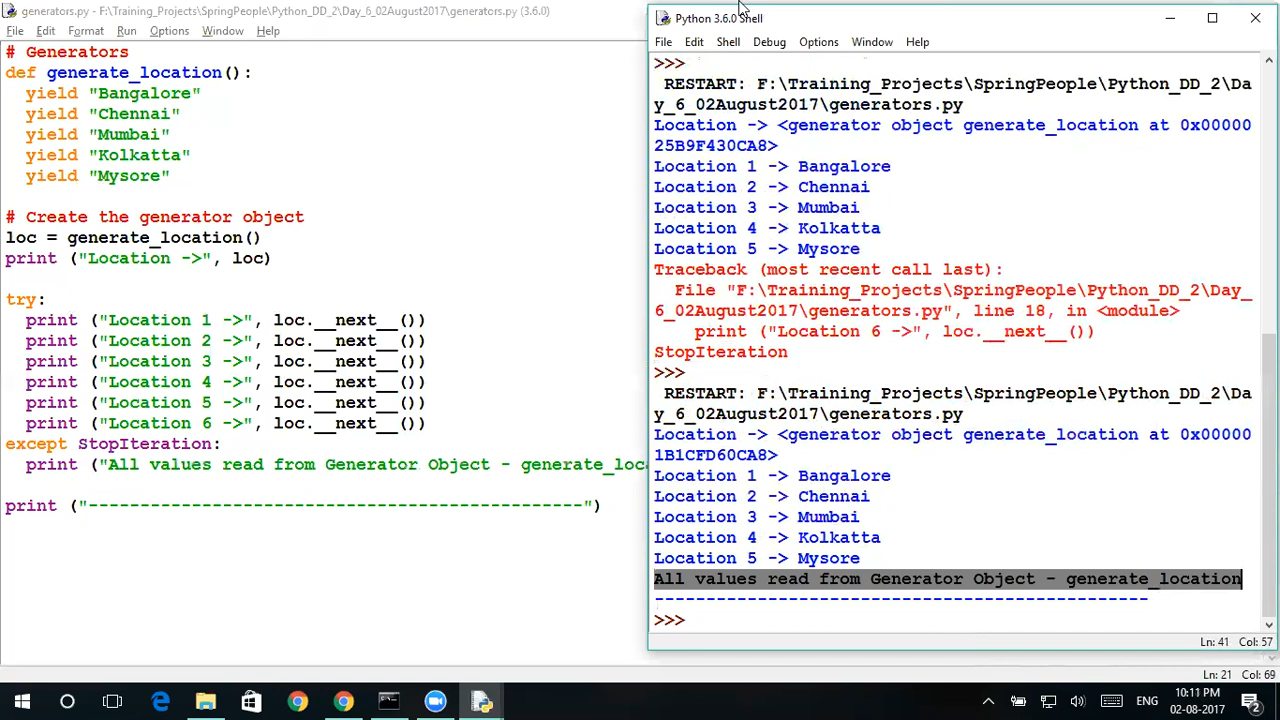 generators.py - F:\Training_Projects\SpringPeople\Python_DD_2\Day_6_02August2017\generators.py (3.6.0)
File Edit Format Run Options Window Help
# Generators
def generate_location():
  yield "Bangalore"
  yield "Chennai"
  yield "Mumbai"
  yield "Kolkatta"
  yield "Mysore"
# Create the generator object
loc = generate_location()
print ("Location ->", loc)
try:
  print ("Location 1 ->", loc.__next__())
  print ("Location 2 ->", loc.__next__())
  print ("Location 3 ->", loc.__next__())
  print ("Location 4 ->", loc.__next__())
  print ("Location 5 ->", loc.__next__())
  print ("Location 6 ->", loc.__next__())
except StopIteration:
  print ("All values read from Generator Object - generate_loc
print ("------------------------------------------------")
Ln: 21 Col: 69
Python 3.6.0 Shell
File Edit Shell Debug Options Window Help
>>>
 RESTART: F:\Training_Projects\SpringPeople\Python_DD_2\Da
y_6_02August2017\generators.py
Location -> <generator object generate_location at 0x00000
25B9F430CA8>
Location 1 -> Bangalore
Location 2 -> Chennai
Location 3 -> Mumbai
Location 4 -> Kolkatta
Location 5 -> Mysore
Traceback (most recent call last):
  File "F:\Training_Projects\SpringPeople\Python_DD_2\Day_
6_02August2017\generators.py", line 18, in <module>
    print ("Location 6 ->", loc.__next__())
StopIteration
>>>
 RESTART: F:\Training_Projects\SpringPeople\Python_DD_2\Da
y_6_02August2017\generators.py
Location -> <generator object generate_location at 0x00000
1B1CFD60CA8>
Location 1 -> Bangalore
Location 2 -> Chennai
Location 3 -> Mumbai
Location 4 -> Kolkatta
Location 5 -> Mysore
All values read from Generator Object - generate_location
------------------------------------------------
>>>
Ln: 41 Col: 57
ENG
10:11 PM
02-08-2017
2